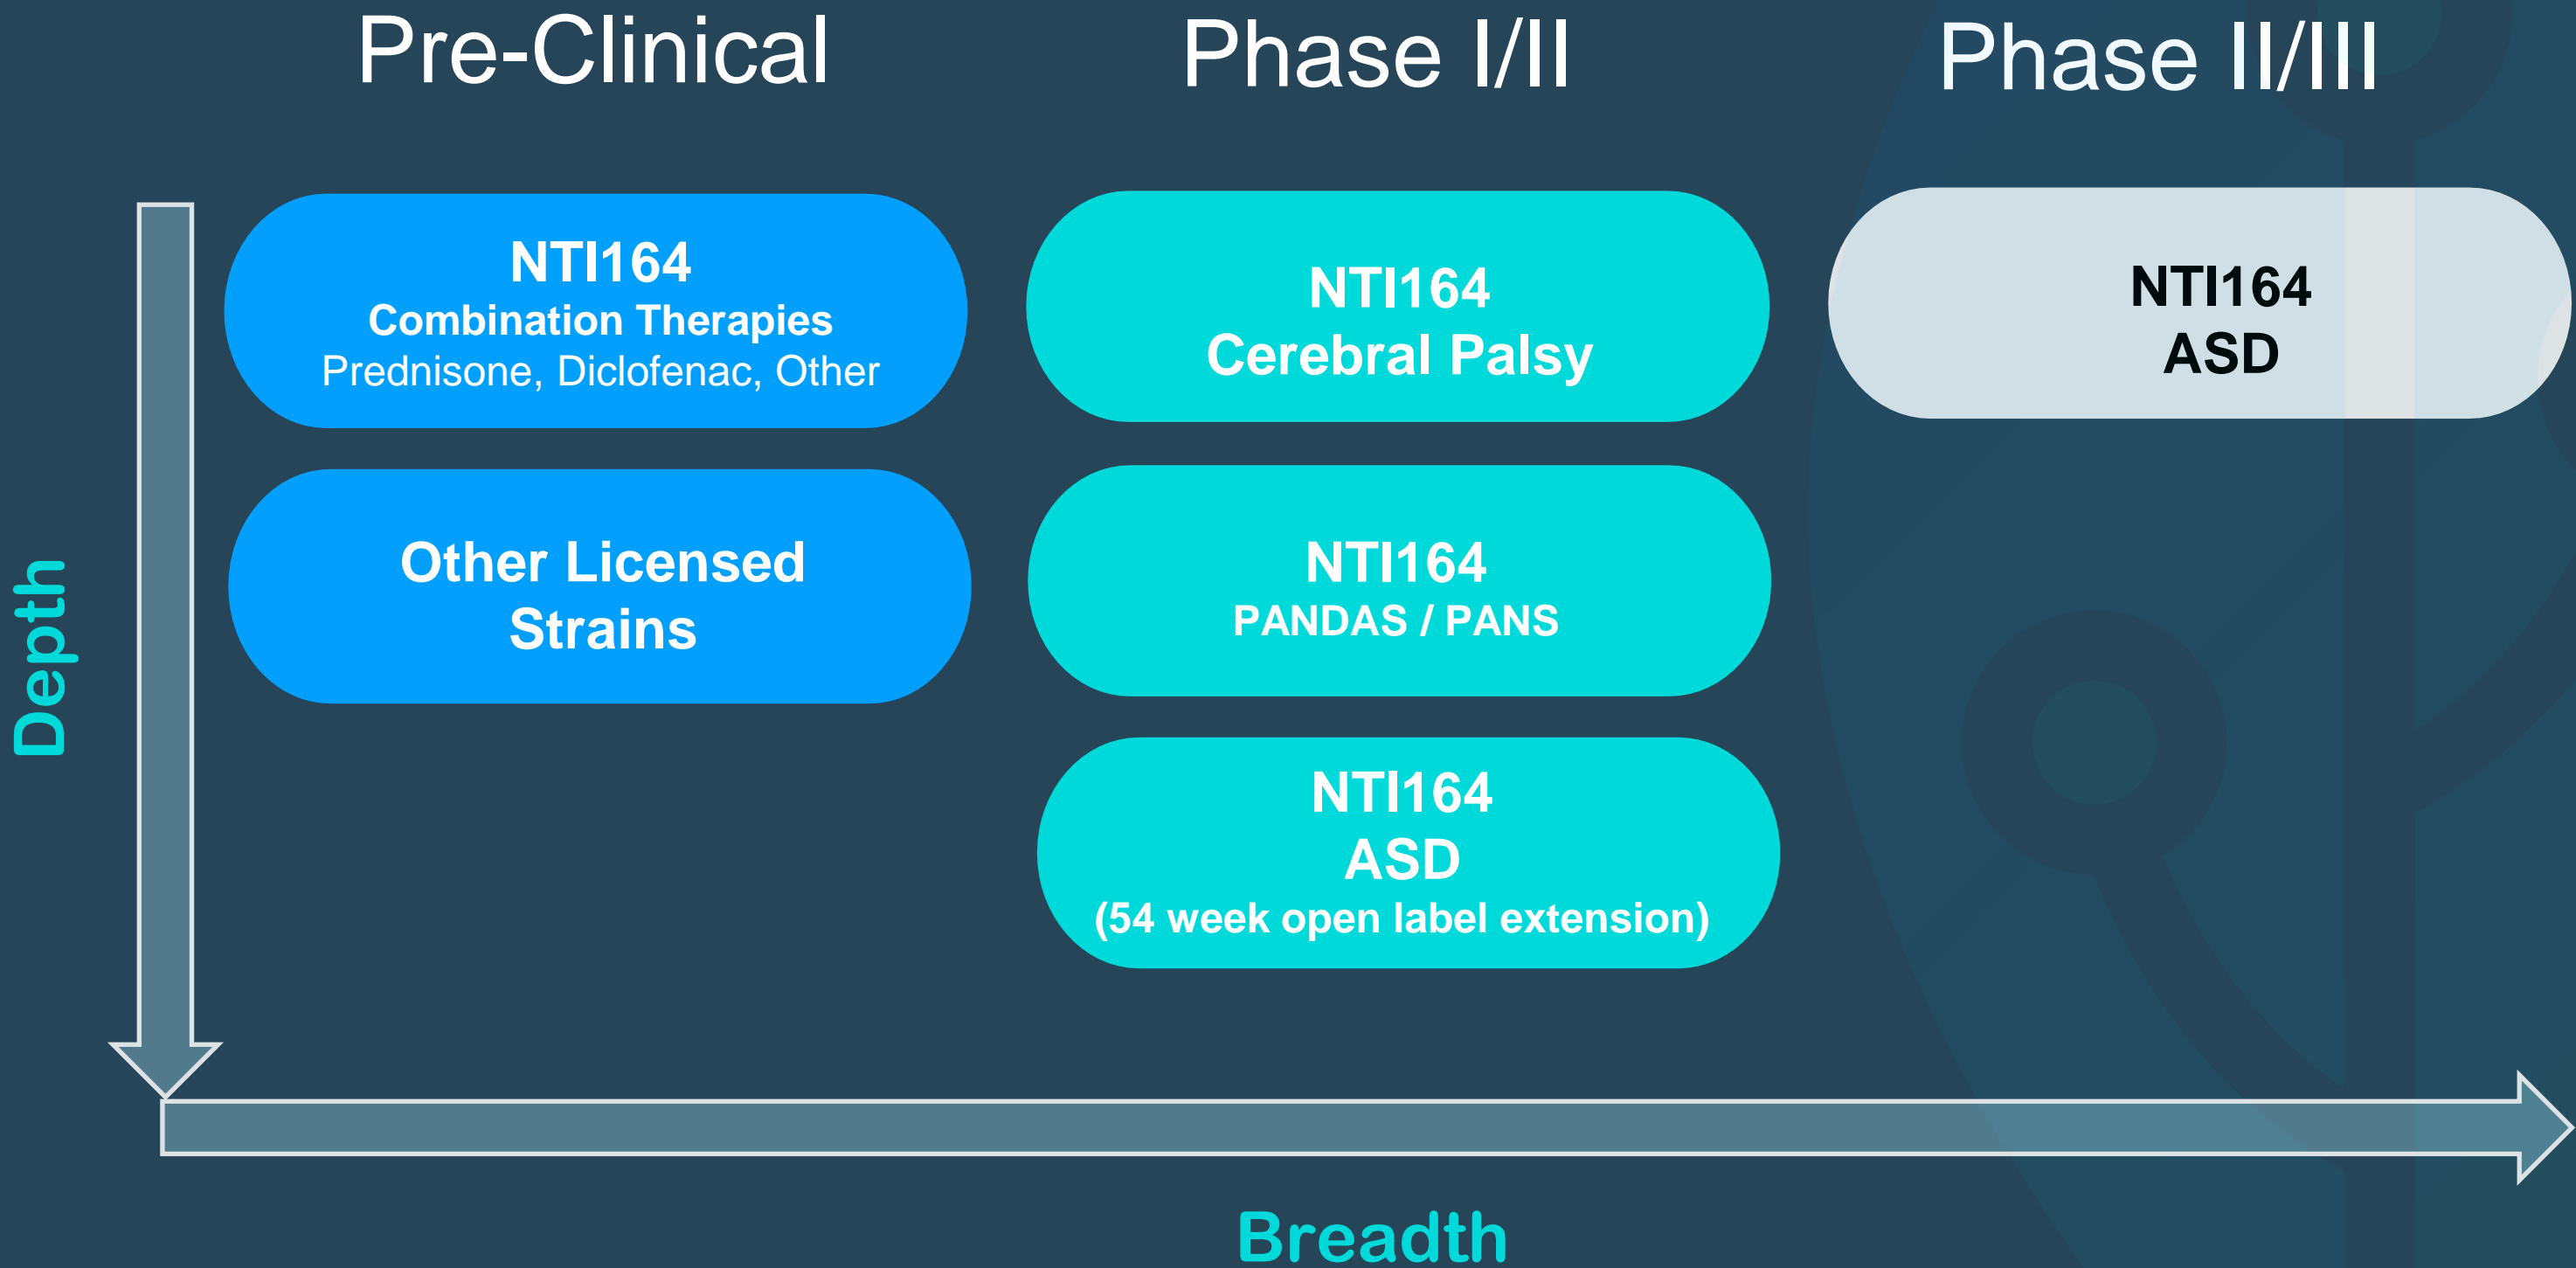 Pre-Clinical
Phase I/II
Phase II/III
NTI164
Combination Therapies
Prednisone, Diclofenac, Other
NTI164
Cerebral Palsy
NTI164
ASD
Other Licensed
Strains
NTI164
PANDAS / PANS
NTI164
ASD
(54 week open label extension)
Depth
Breadth